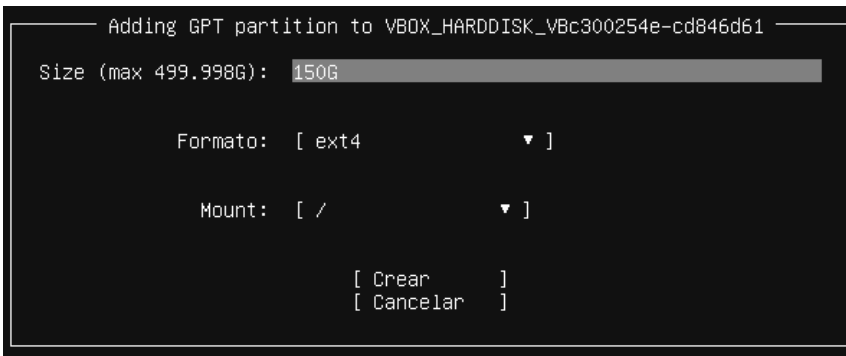 Adding GPT partition to VBOX_HARDDISK_VBc300254e-cd846d61
Size (max 499.998G): 150G
Formato: [ ext4 ▾ ]
Mount: [ / ▾ ]
[ Crear ]
[ Cancelar ]